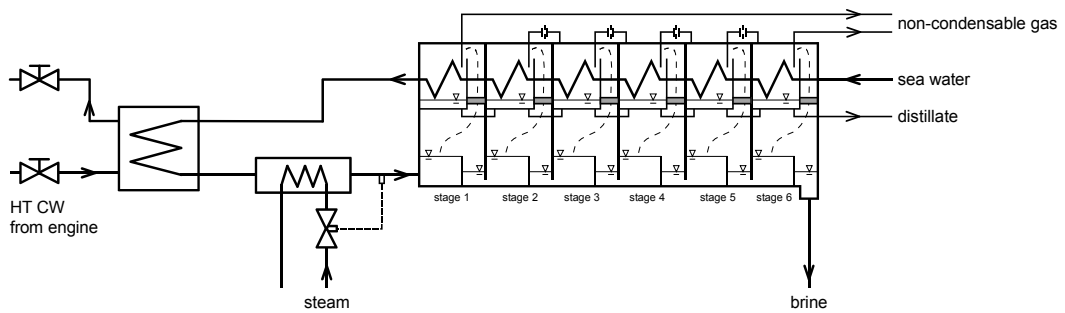 non-condensable gas
sea water
distillate
stage 1 stage 2 stage 3 stage 4 stage 5 stage 6
HT CW
from engine
steam
brine